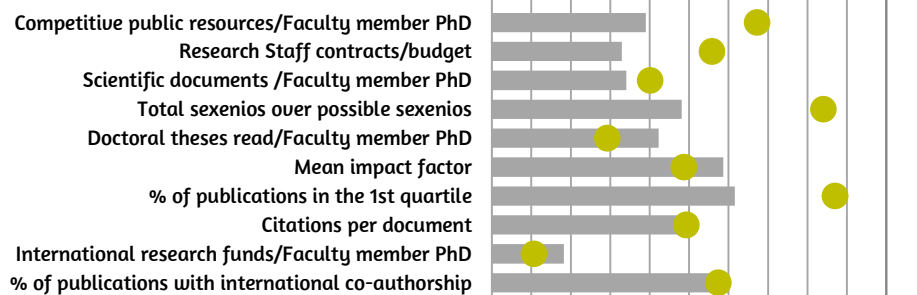 Competitive public resources/Faculty member PhD
Research Staff contracts/budget
Scientific documents /Faculty member PhD
Total sexenios over possible sexenios
Doctoral theses read/Faculty member PhD
Mean impact factor
% of publications in the 1st quartile
Citations per document
International research funds/Faculty member PhD
% of publications with international co-authorship